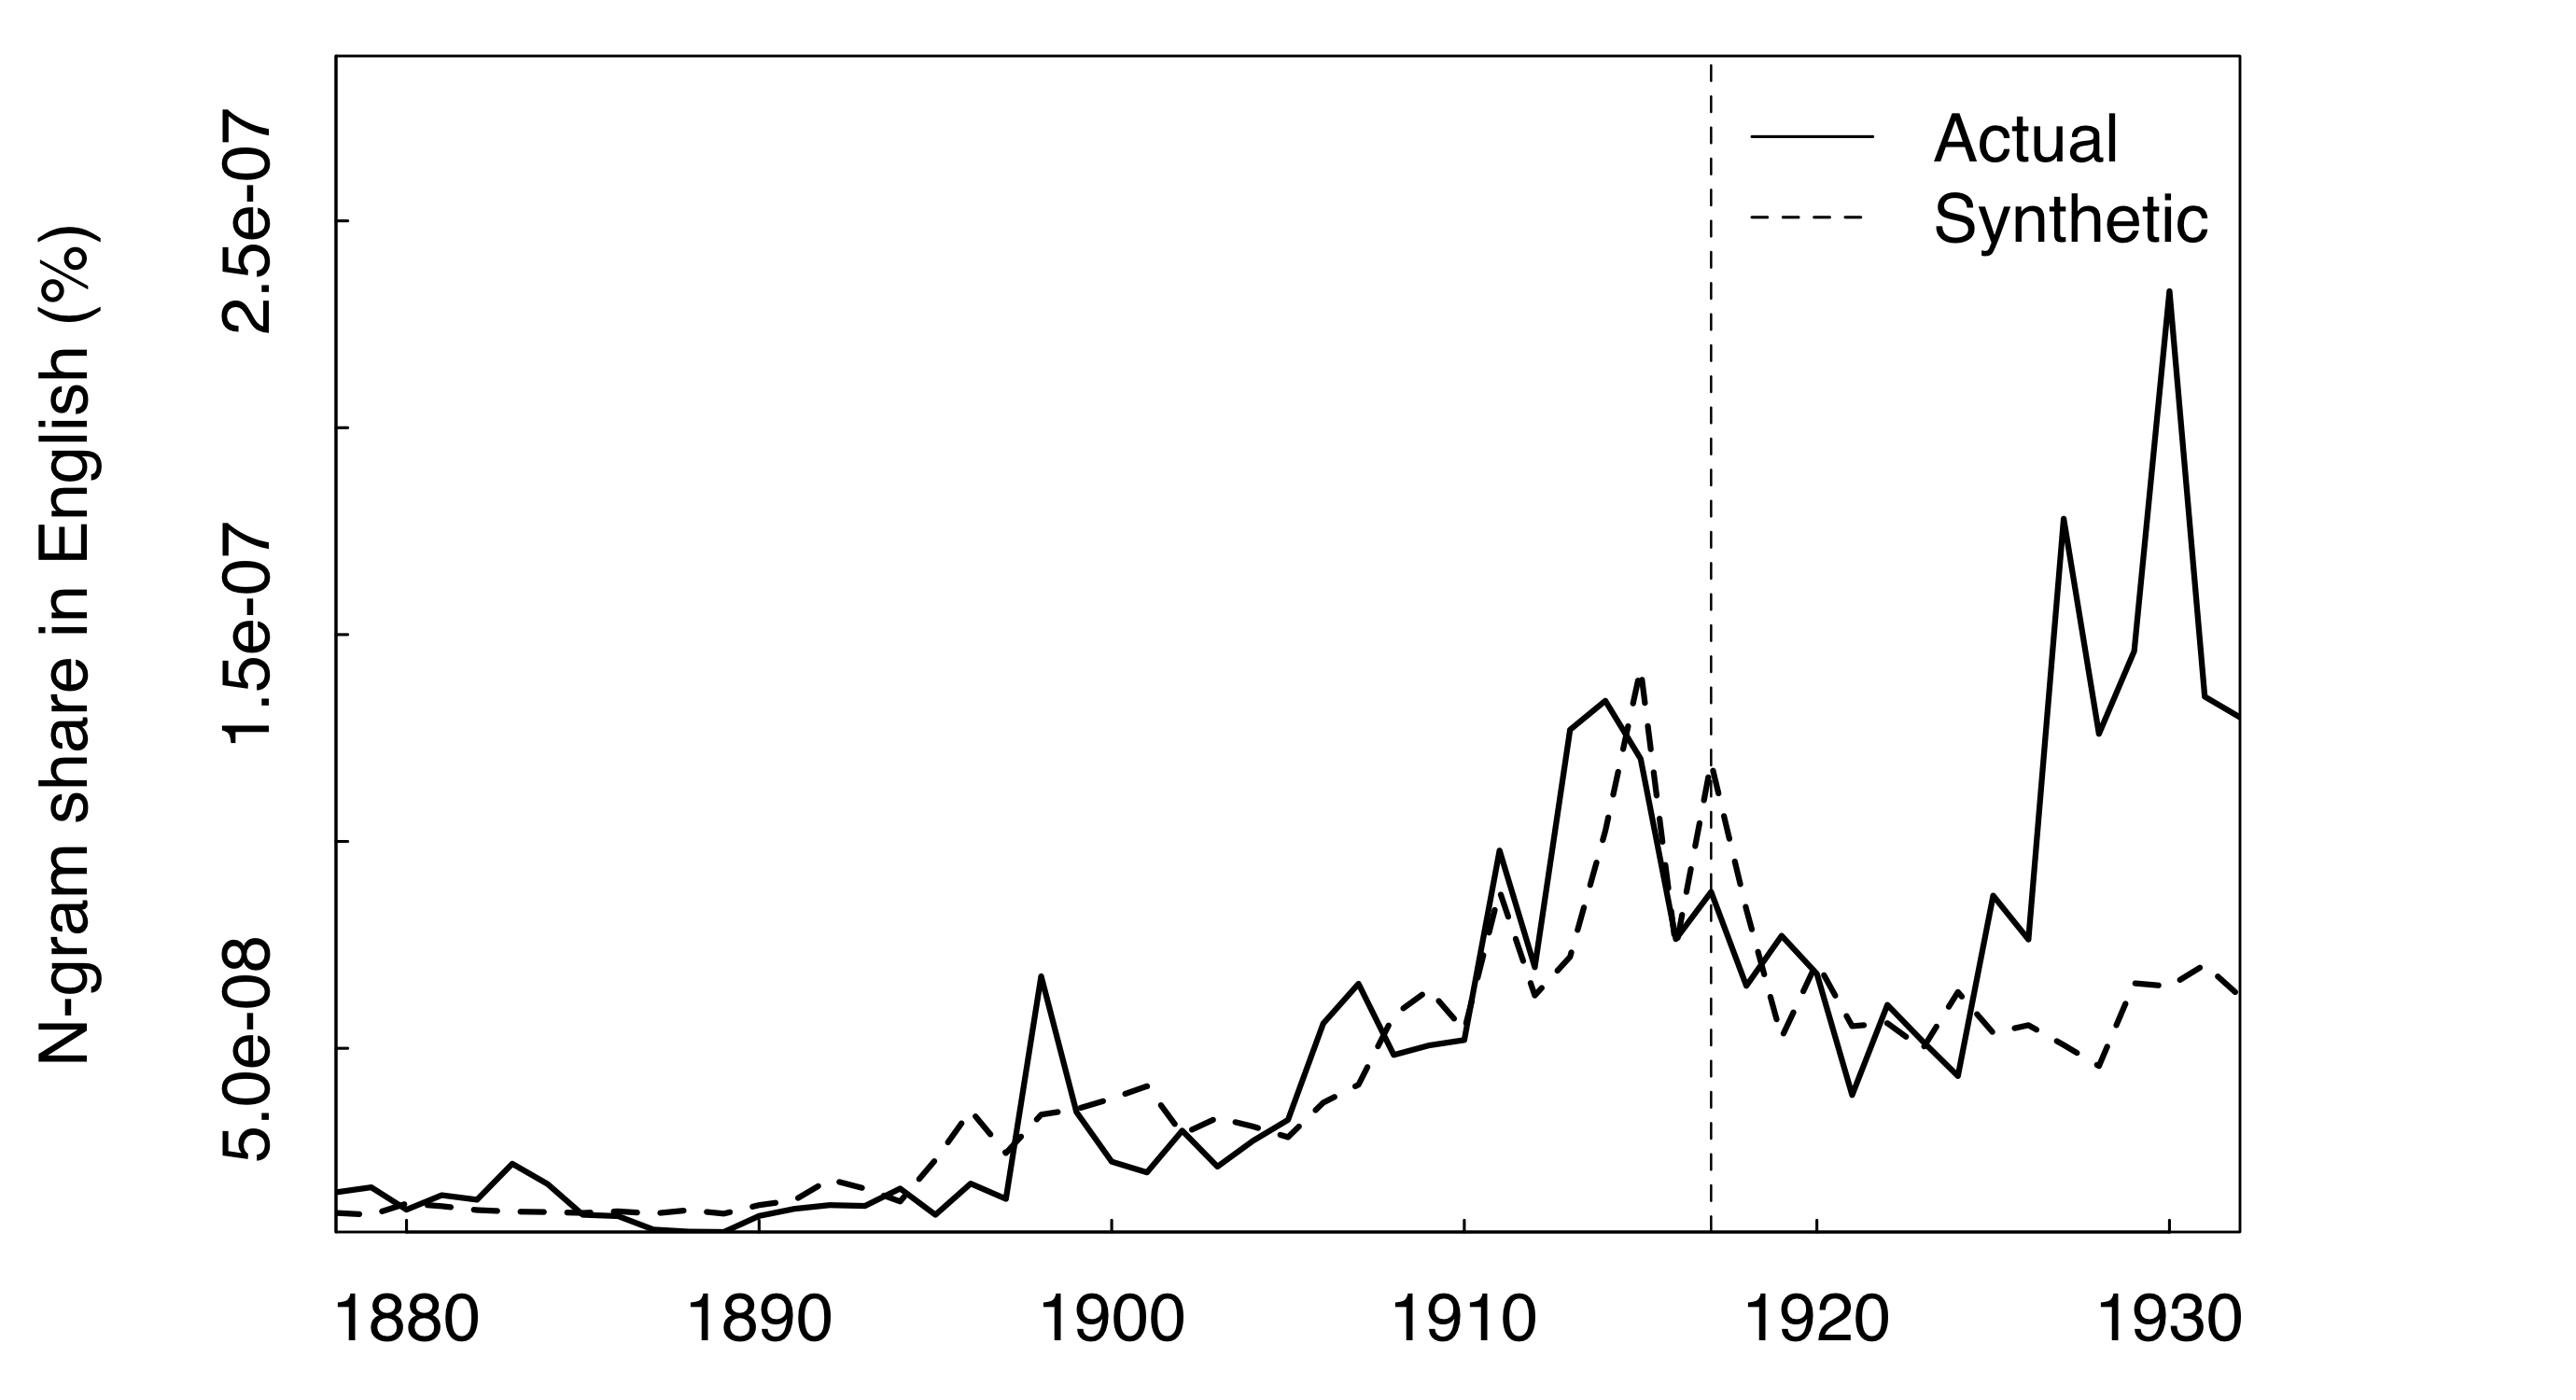 N-gram share in English (%)
2.5e-07
1.5e-07
5.0e-08
Actual
Synthetic
1880 1890 1900 1910 1920 1930